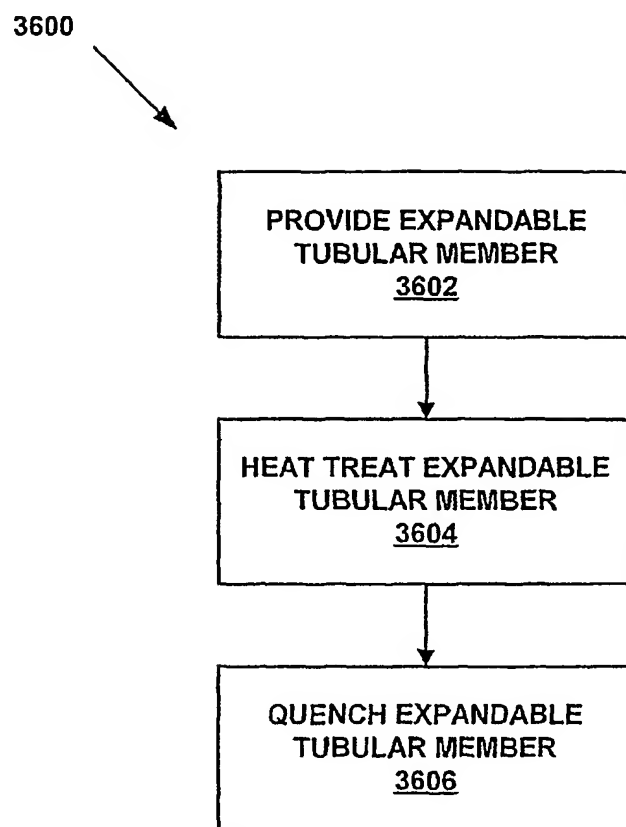 3600
PROVIDE EXPANDABLE
TUBULAR MEMBER
3602
HEAT TREAT EXPANDABLE
TUBULAR MEMBER
3604
QUENCH EXPANDABLE
TUBULAR MEMBER
3606